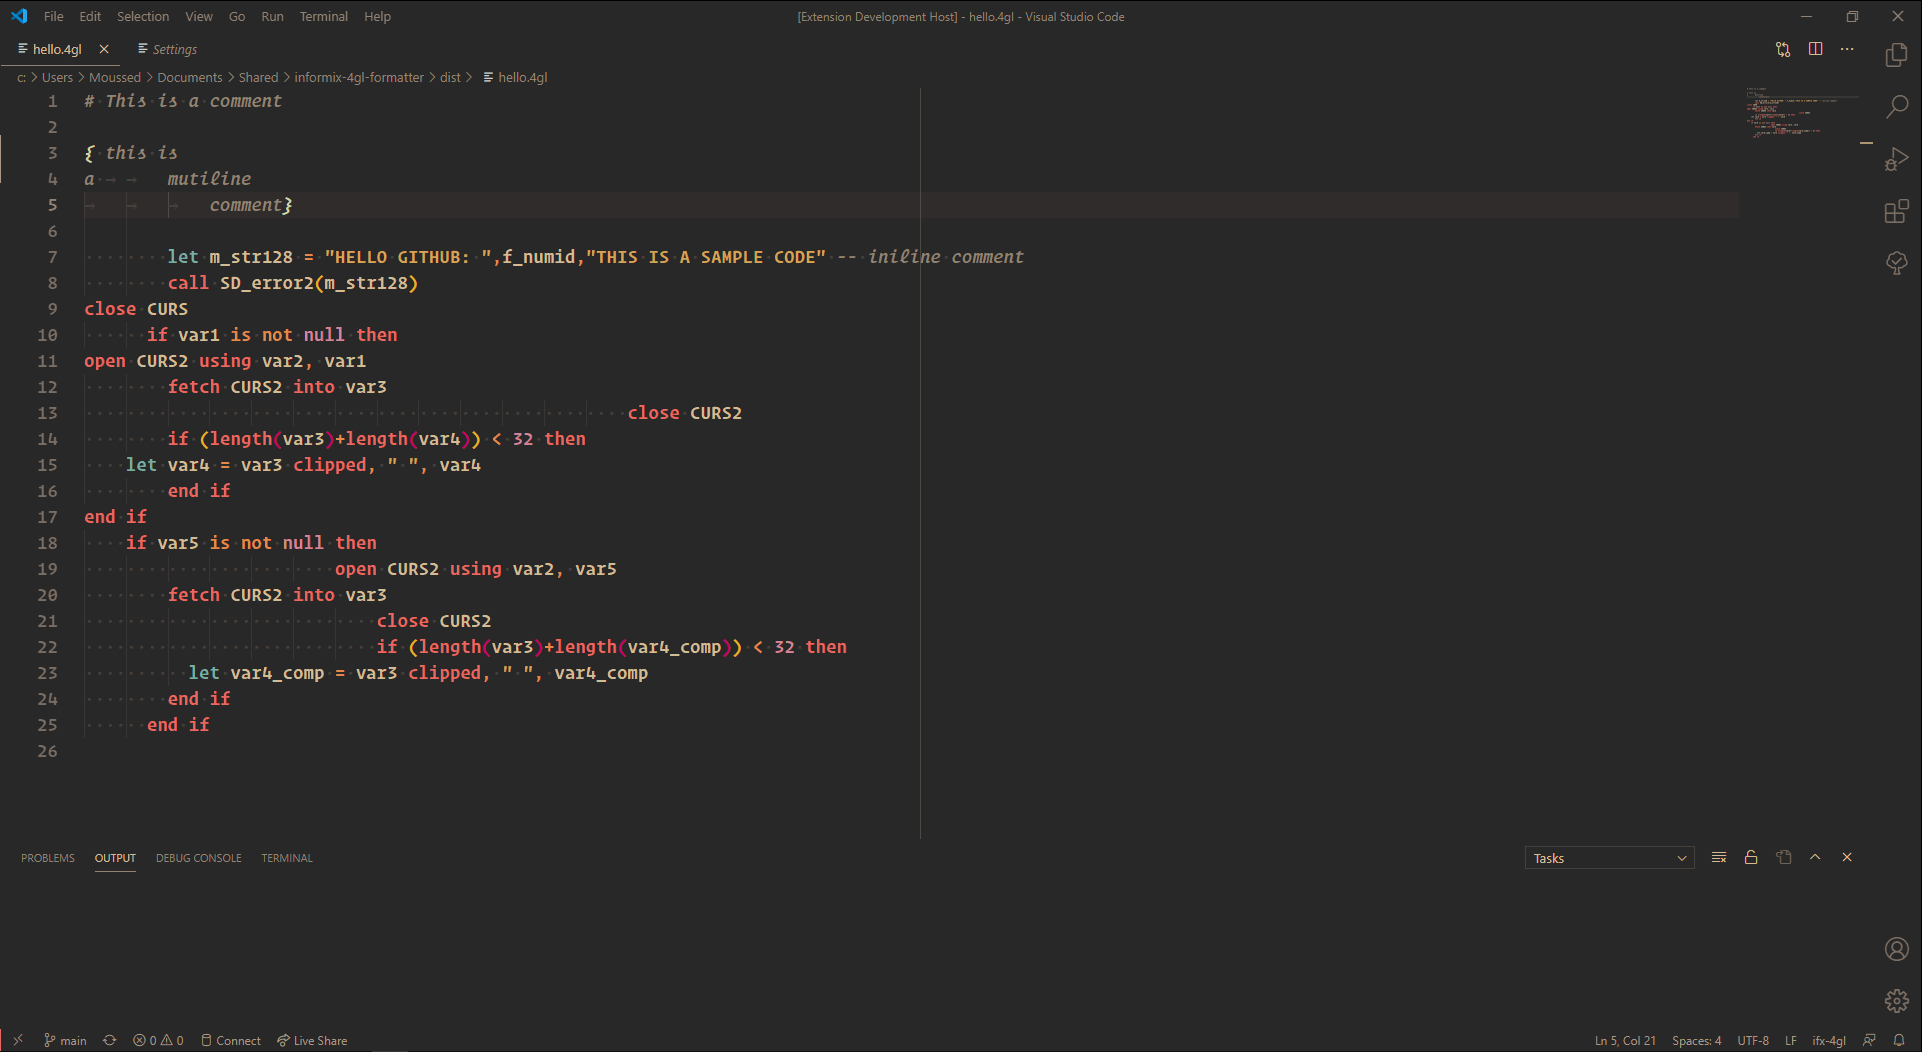 File Edit Selection View Go Run Terminal Help [Extension Development Host] - hello.4gl - Visual Studio Code
hello.4gl Settings
c: > Users > Moussed > Documents > Shared > informix-4gl-formatter > dist > hello.4gl
1 # This is a comment
2
3 { this is
4 a mutiline
5 comment}
6
7 let m_str128 = "HELLO GITHUB: ",f_numid,"THIS IS A SAMPLE CODE" -- iniline comment
8 call SD_error2(m_str128)
9 close CURS
10 if var1 is not null then
11 open CURS2 using var2, var1
12 fetch CURS2 into var3
13 close CURS2
14 if (length(var3)+length(var4)) < 32 then
15 let var4 = var3 clipped, " ", var4
16 end if
17 end if
18 if var5 is not null then
19 open CURS2 using var2, var5
20 fetch CURS2 into var3
21 close CURS2
22 if (length(var3)+length(var4_comp)) < 32 then
23 let var4_comp = var3 clipped, " ", var4_comp
24 end if
25 end if
26
PROBLEMS OUTPUT DEBUG CONSOLE TERMINAL Tasks
main 0 0 Connect Live Share Ln 5, Col 21 Spaces: 4 UTF-8 LF ifx-4gl